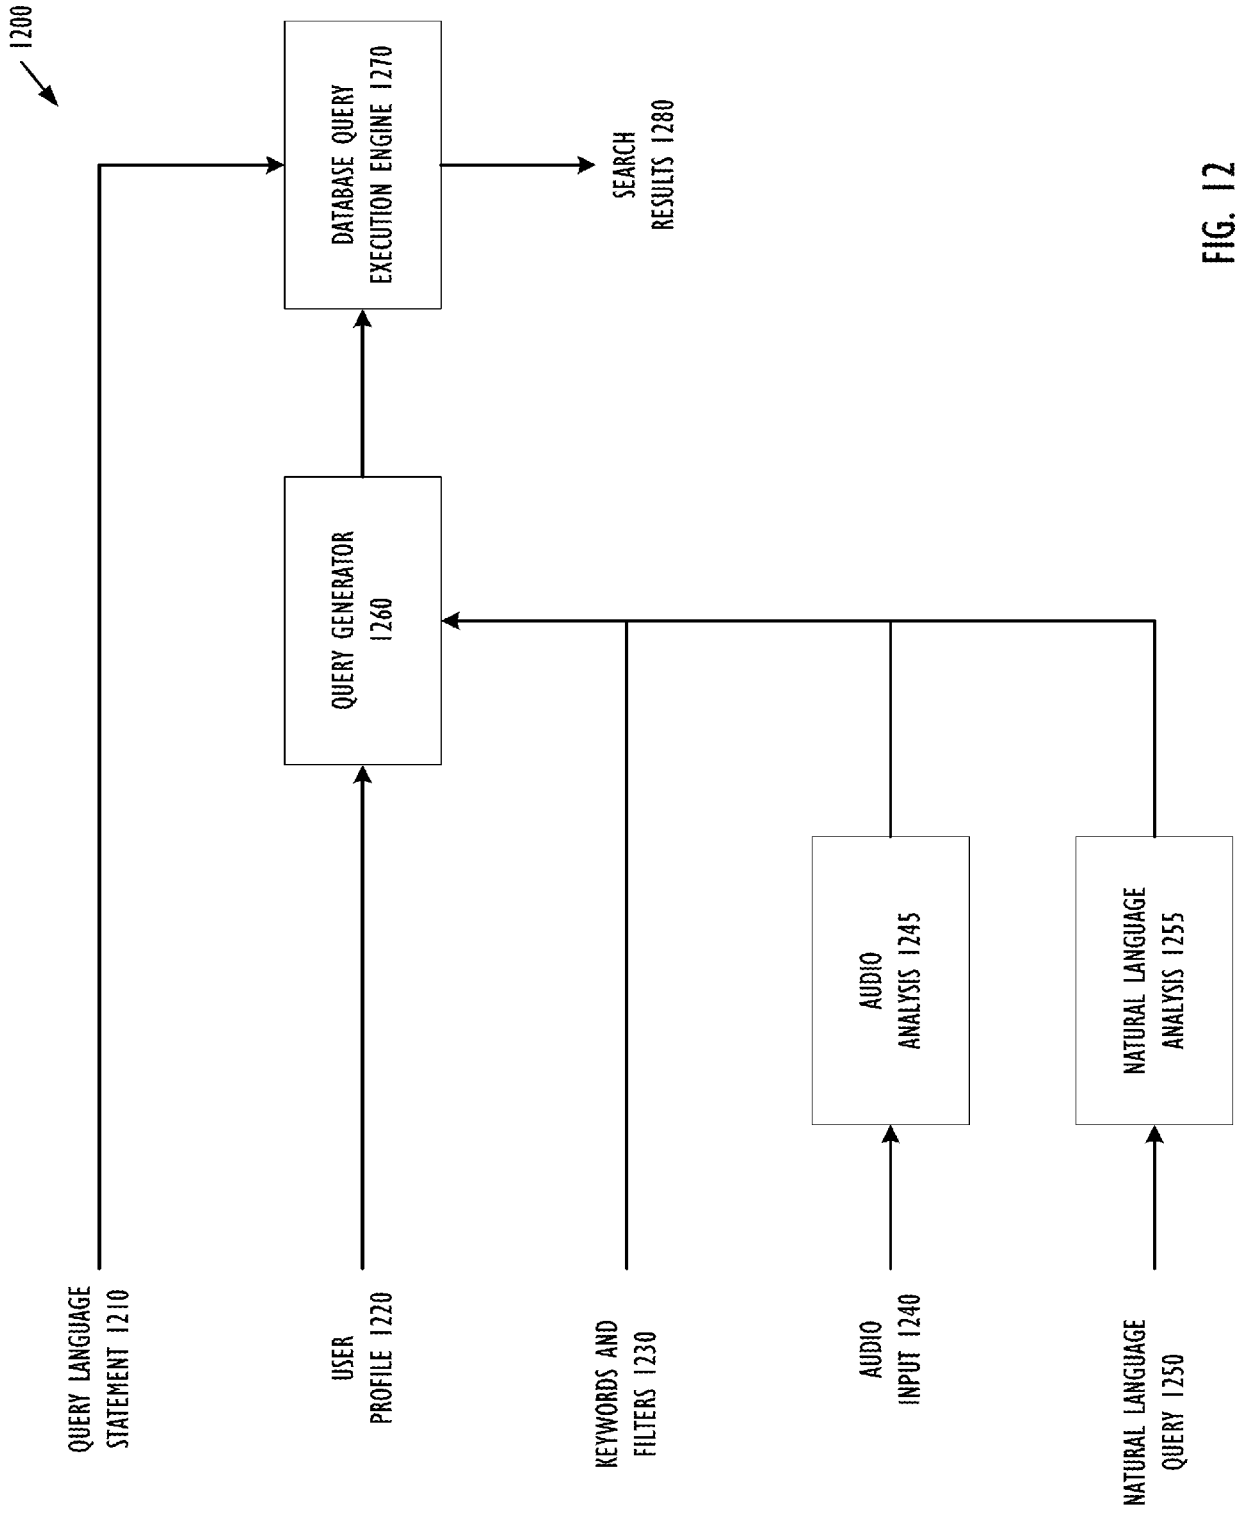 1200
QUERY LANGUAGE
STATEMENT 1210
DATABASE QUERY
EXECUTION ENGINE 1270
USER
PROFILE 1220
QUERY GENERATOR
1260
SEARCH
RESULTS 1280
KEYWORDS AND
FILTERS 1230
AUDIO
INPUT 1240
AUDIO
ANALYSIS 1245
NATURAL LANGUAGE
QUERY 1250
NATURAL LANGUAGE
ANALYSIS 1255
FIG. 12